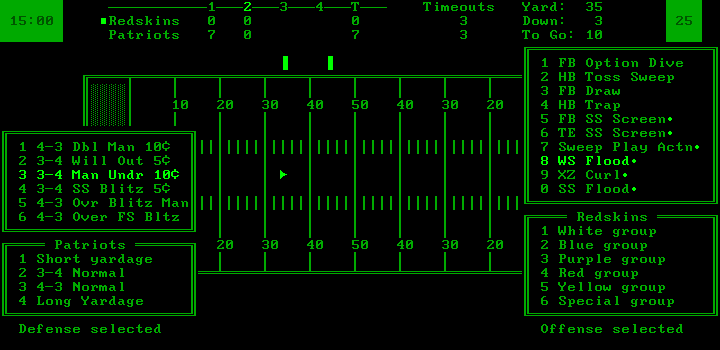 1 2 3 4 T Timeouts Yard: 35
15:00 Redskins 0 0 0 3 Down: 3 25
Patriots 7 0 7 3 To Go: 10
10 20 30 40 50 40 30 20
1 FB Option Dive
2 HB Toss Sweep
3 FB Draw
4 HB Trap
5 FB SS Screen•
6 TE SS Screen•
7 Sweep Play Actn•
8 WS Flood•
9 XZ Curl•
0 SS Flood•
1 4-3 Dbl Man 10¢
2 3-4 Will Out 5¢
3 3-4 Man Undr 10¢
4 3-4 SS Blitz 5¢
5 4-3 Ovr Blitz Man
6 4-3 Over FS Bltz
20 30 40 50 40 30 20
Patriots
1 Short yardage
2 3-4 Normal
3 4-3 Normal
4 Long Yardage
Redskins
1 White group
2 Blue group
3 Purple group
4 Red group
5 Yellow group
6 Special group
Defense selected
Offense selected